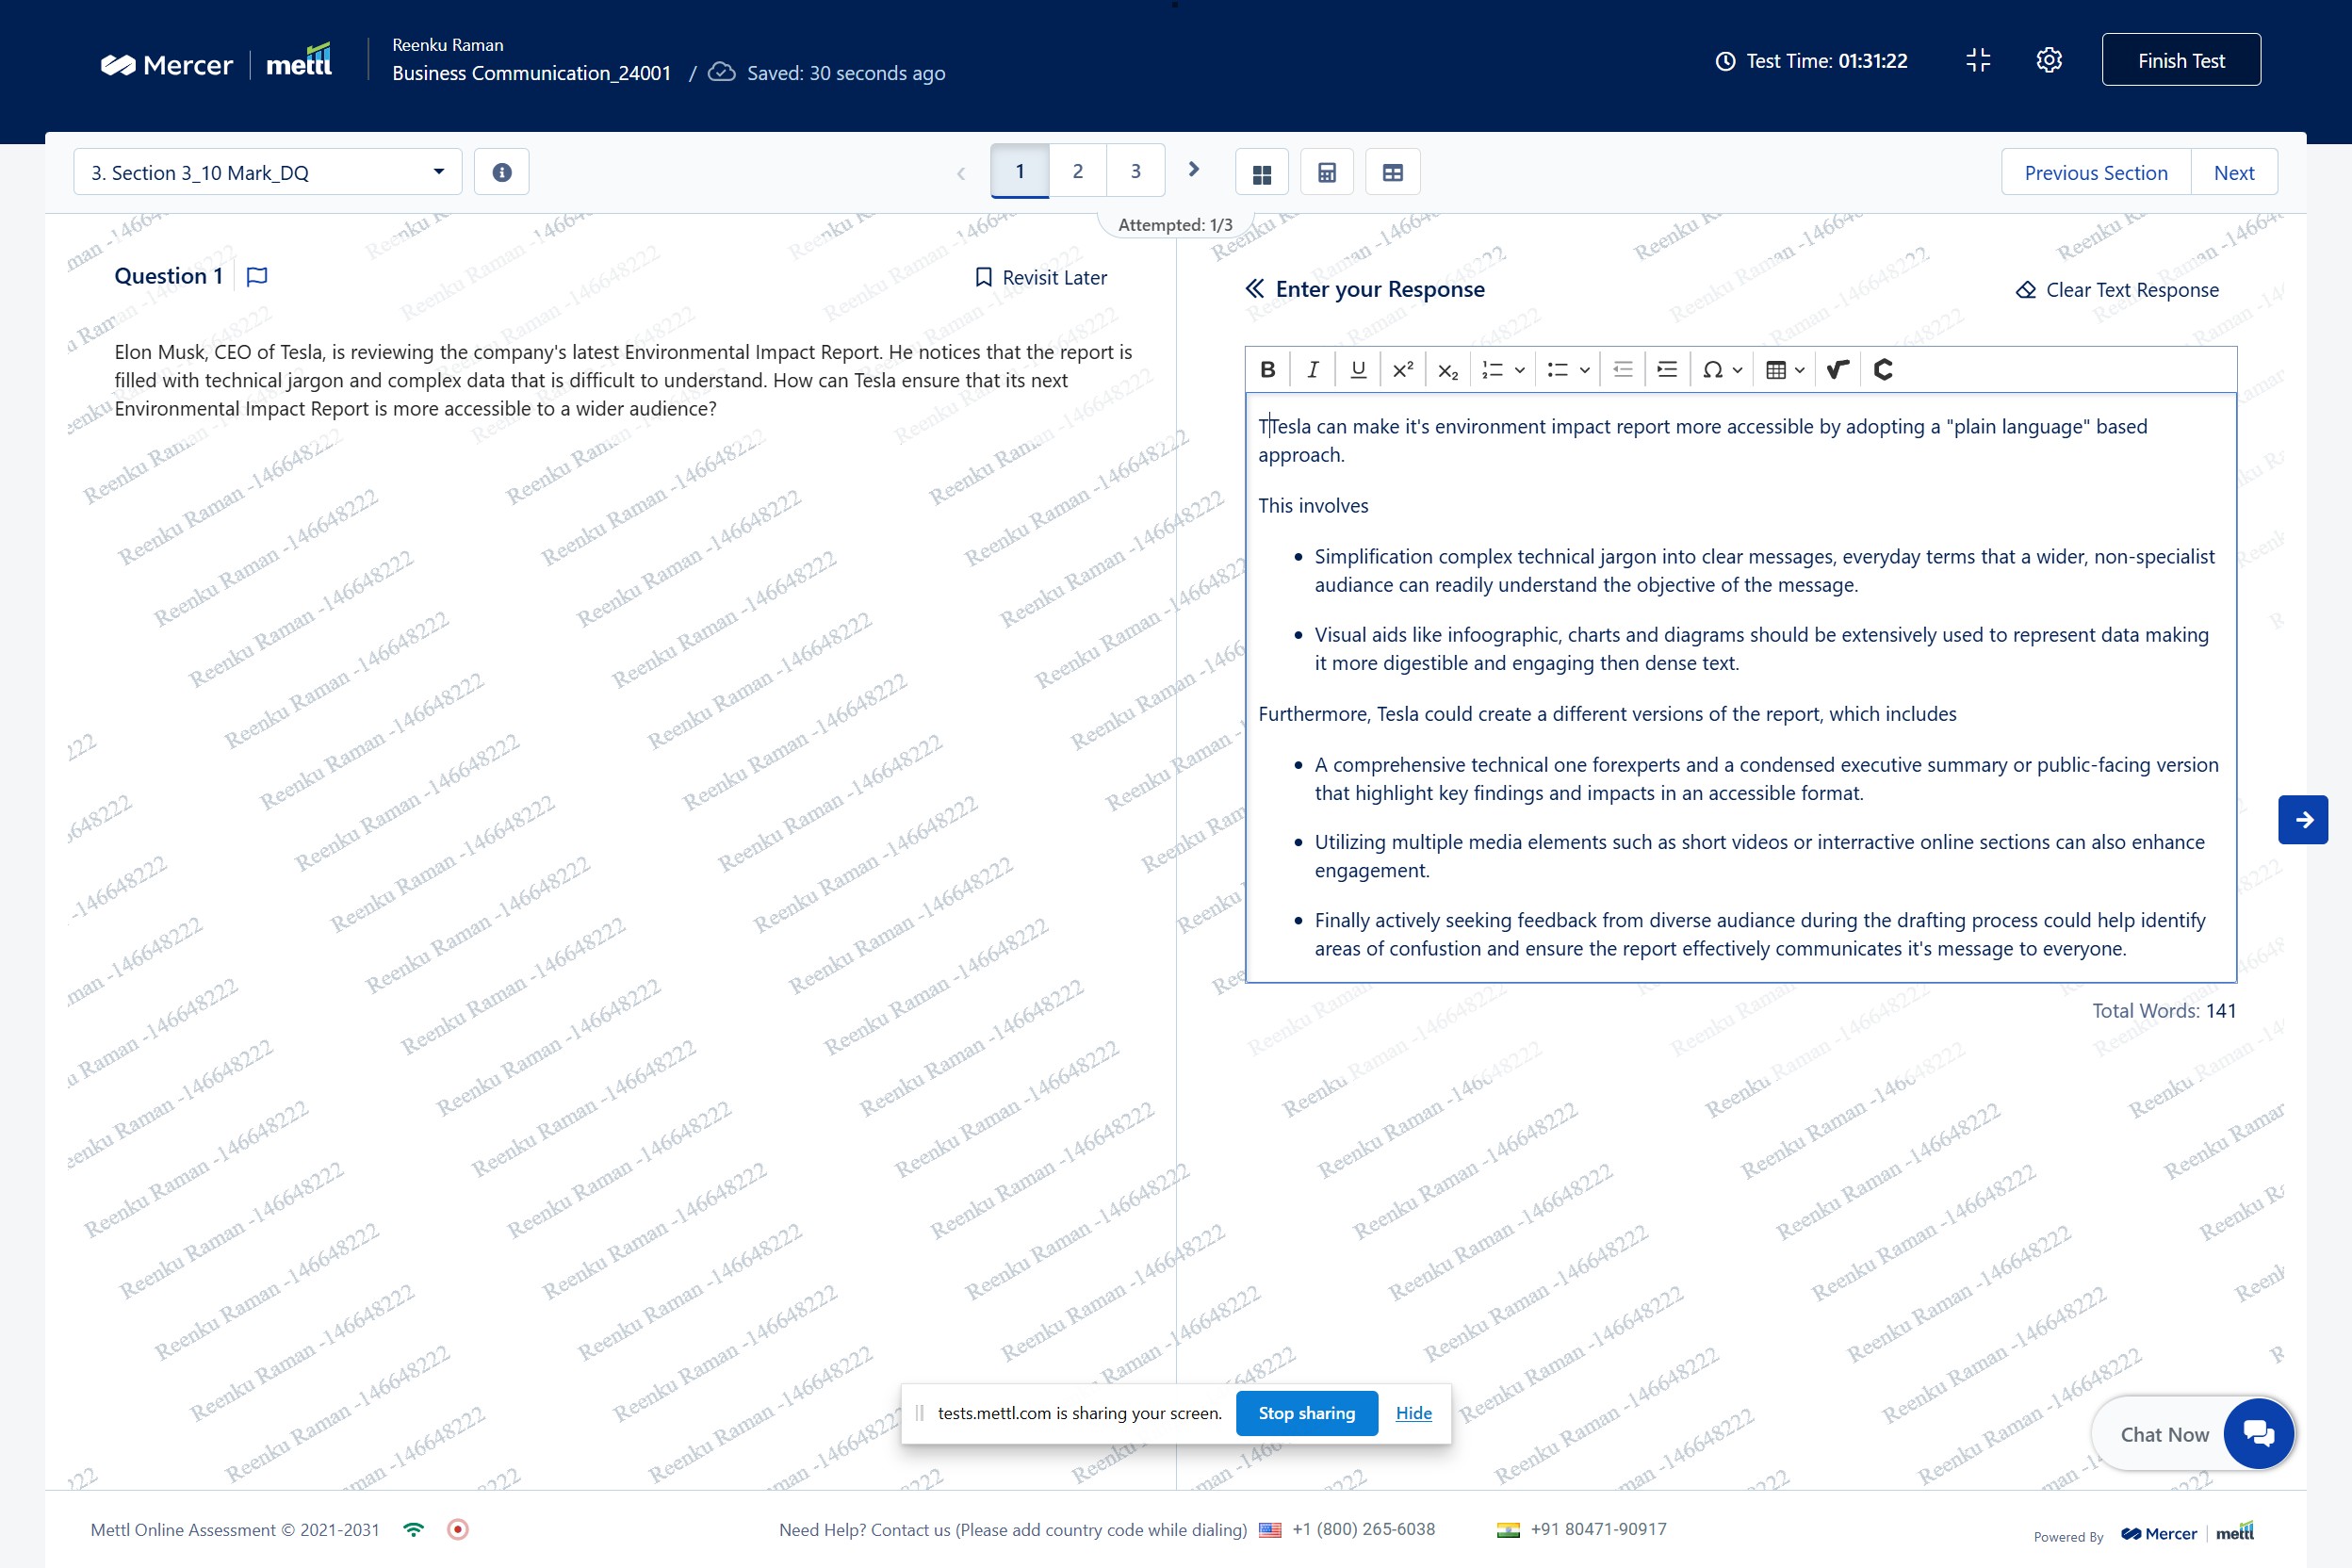 Mercer | mettl
Reenku Raman
Business Communication_24001 / Saved: 30 seconds ago
Test Time: 01:31:22
Finish Test
3. Section 3_10 Mark_DQ
1 2 3
Previous Section
Next
Attempted: 1/3
Question 1
Revisit Later
Elon Musk, CEO of Tesla, is reviewing the company's latest Environmental Impact Report. He notices that the report is
filled with technical jargon and complex data that is difficult to understand. How can Tesla ensure that its next
Environmental Impact Report is more accessible to a wider audience?
Enter your Response
Clear Text Response
TTesla can make it's environment impact report more accessible by adopting a "plain language" based
approach.
This involves
• Simplification complex technical jargon into clear messages, everyday terms that a wider, non-specialist
audiance can readily understand the objective of the message.
• Visual aids like infoographic, charts and diagrams should be extensively used to represent data making
it more digestible and engaging then dense text.
Furthermore, Tesla could create a different versions of the report, which includes
• A comprehensive technical one forexperts and a condensed executive summary or public-facing version
that highlight key findings and impacts in an accessible format.
• Utilizing multiple media elements such as short videos or interractive online sections can also enhance
engagement.
• Finally actively seeking feedback from diverse audiance during the drafting process could help identify
areas of confustion and ensure the report effectively communicates it's message to everyone.
Total Words: 141
Reenku Raman -146648222
tests.mettl.com is sharing your screen.
Stop sharing
Hide
Chat Now
Mettl Online Assessment © 2021-2031
Need Help? Contact us (Please add country code while dialing) +1 (800) 265-6038
+91 80471-90917
Powered By Mercer | mettl